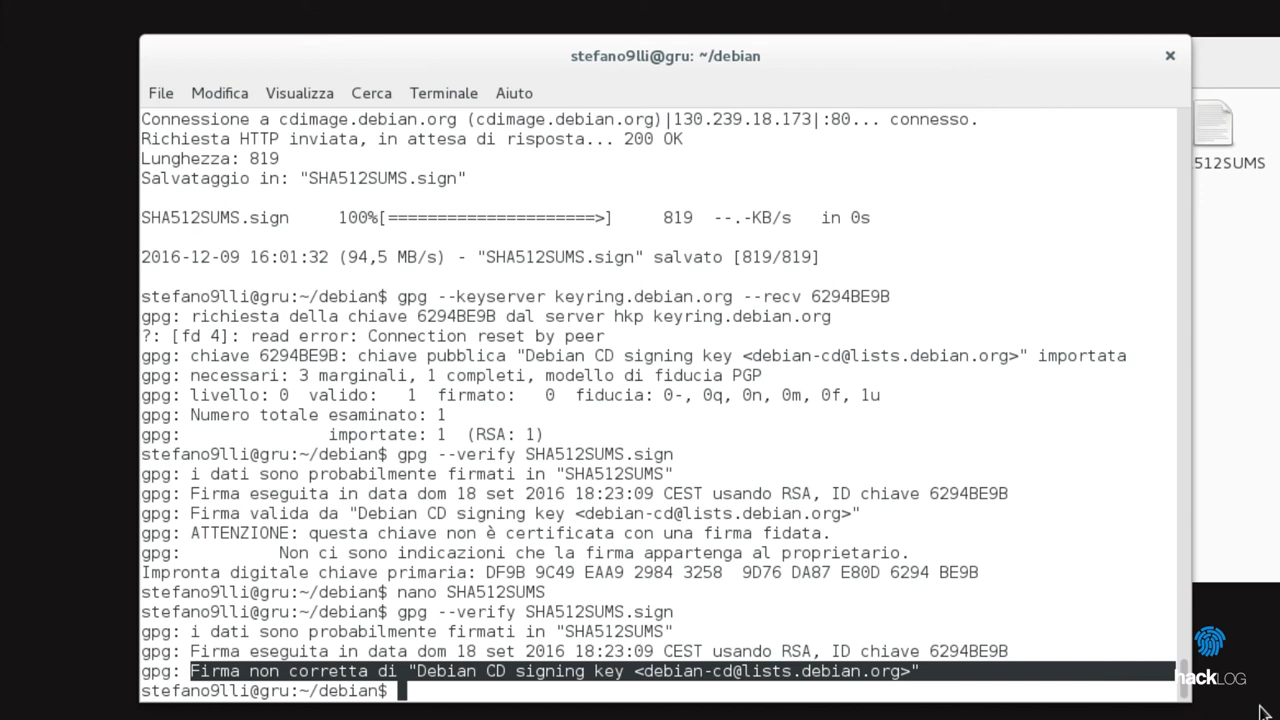 stefano9lli@gru: ~/debian
File Modifica Visualizza Cerca Terminale Aiuto
Connessione a cdimage.debian.org (cdimage.debian.org)|130.239.18.173|:80... connesso.
Richiesta HTTP inviata, in attesa di risposta... 200 OK
Lunghezza: 819
Salvataggio in: "SHA512SUMS.sign"
SHA512SUMS.sign 100%[=====================>] 819 --.-KB/s in 0s
2016-12-09 16:01:32 (94,5 MB/s) - "SHA512SUMS.sign" salvato [819/819]
stefano9lli@gru:~/debian$ gpg --keyserver keyring.debian.org --recv 6294BE9B
gpg: richiesta della chiave 6294BE9B dal server hkp keyring.debian.org
?: [fd 4]: read error: Connection reset by peer
gpg: chiave 6294BE9B: chiave pubblica "Debian CD signing key <debian-cd@lists.debian.org>" importata
gpg: necessari: 3 marginali, 1 completi, modello di fiducia PGP
gpg: livello: 0 valido: 1 firmato: 0 fiducia: 0-, 0q, 0n, 0m, 0f, 1u
gpg: Numero totale esaminato: 1
gpg: importate: 1 (RSA: 1)
stefano9lli@gru:~/debian$ gpg --verify SHA512SUMS.sign
gpg: i dati sono probabilmente firmati in "SHA512SUMS"
gpg: Firma eseguita in data dom 18 set 2016 18:23:09 CEST usando RSA, ID chiave 6294BE9B
gpg: Firma valida da "Debian CD signing key <debian-cd@lists.debian.org>"
gpg: ATTENZIONE: questa chiave non è certificata con una firma fidata.
gpg: Non ci sono indicazioni che la firma appartenga al proprietario.
Impronta digitale chiave primaria: DF9B 9C49 EAA9 2984 3258 9D76 DA87 E80D 6294 BE9B
stefano9lli@gru:~/debian$ nano SHA512SUMS
stefano9lli@gru:~/debian$ gpg --verify SHA512SUMS.sign
gpg: i dati sono probabilmente firmati in "SHA512SUMS"
gpg: Firma eseguita in data dom 18 set 2016 18:23:09 CEST usando RSA, ID chiave 6294BE9B
gpg: Firma non corretta di "Debian CD signing key <debian-cd@lists.debian.org>"
stefano9lli@gru:~/debian$
512SUMS
hackLOG